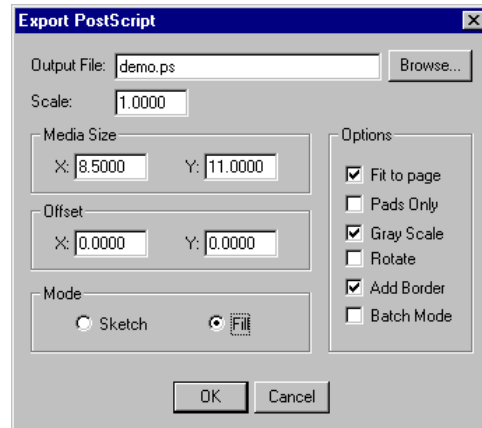 Export PostScript
Output File: demo.ps Browse...
Scale: 1.0000
Media Size
X: 8.5000 Y: 11.0000
Offset
X: 0.0000 Y: 0.0000
Mode
Sketch Fill
Options
Fit to page
Pads Only
Gray Scale
Rotate
Add Border
Batch Mode
OK Cancel